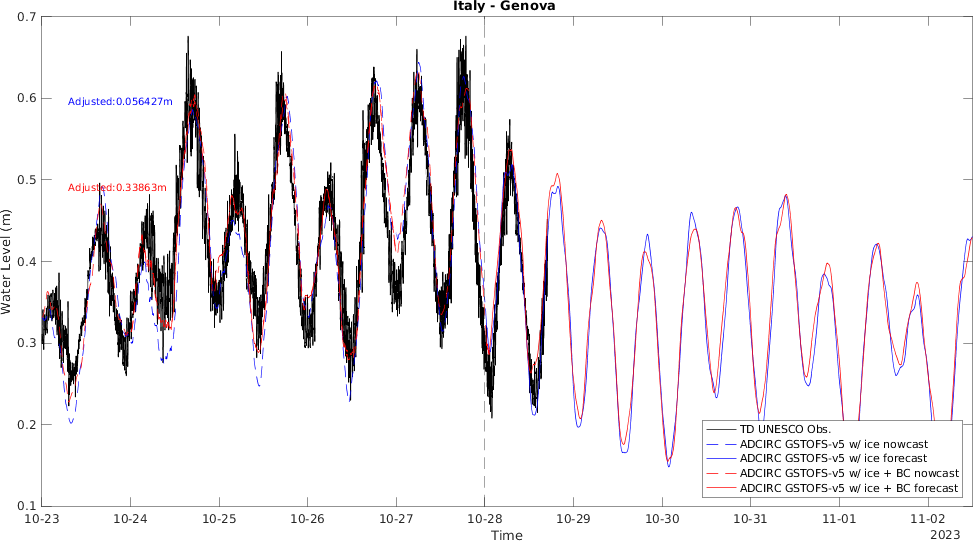 Italy - Genova
0.7
0.6
0.5
0.4
0.3
0.2
0.1
Water Level (m)
Adjusted:0.056427m
Adjusted:0.33863m
TD UNESCO Obs.
ADCIRC GSTOFS-v5 w/ ice nowcast
ADCIRC GSTOFS-v5 w/ ice forecast
ADCIRC GSTOFS-v5 w/ ice + BC nowcast
ADCIRC GSTOFS-v5 w/ ice + BC forecast
10-23 10-24 10-25 10-26 10-27 10-28 10-29 10-30 10-31 11-01 11-02
Time
2023